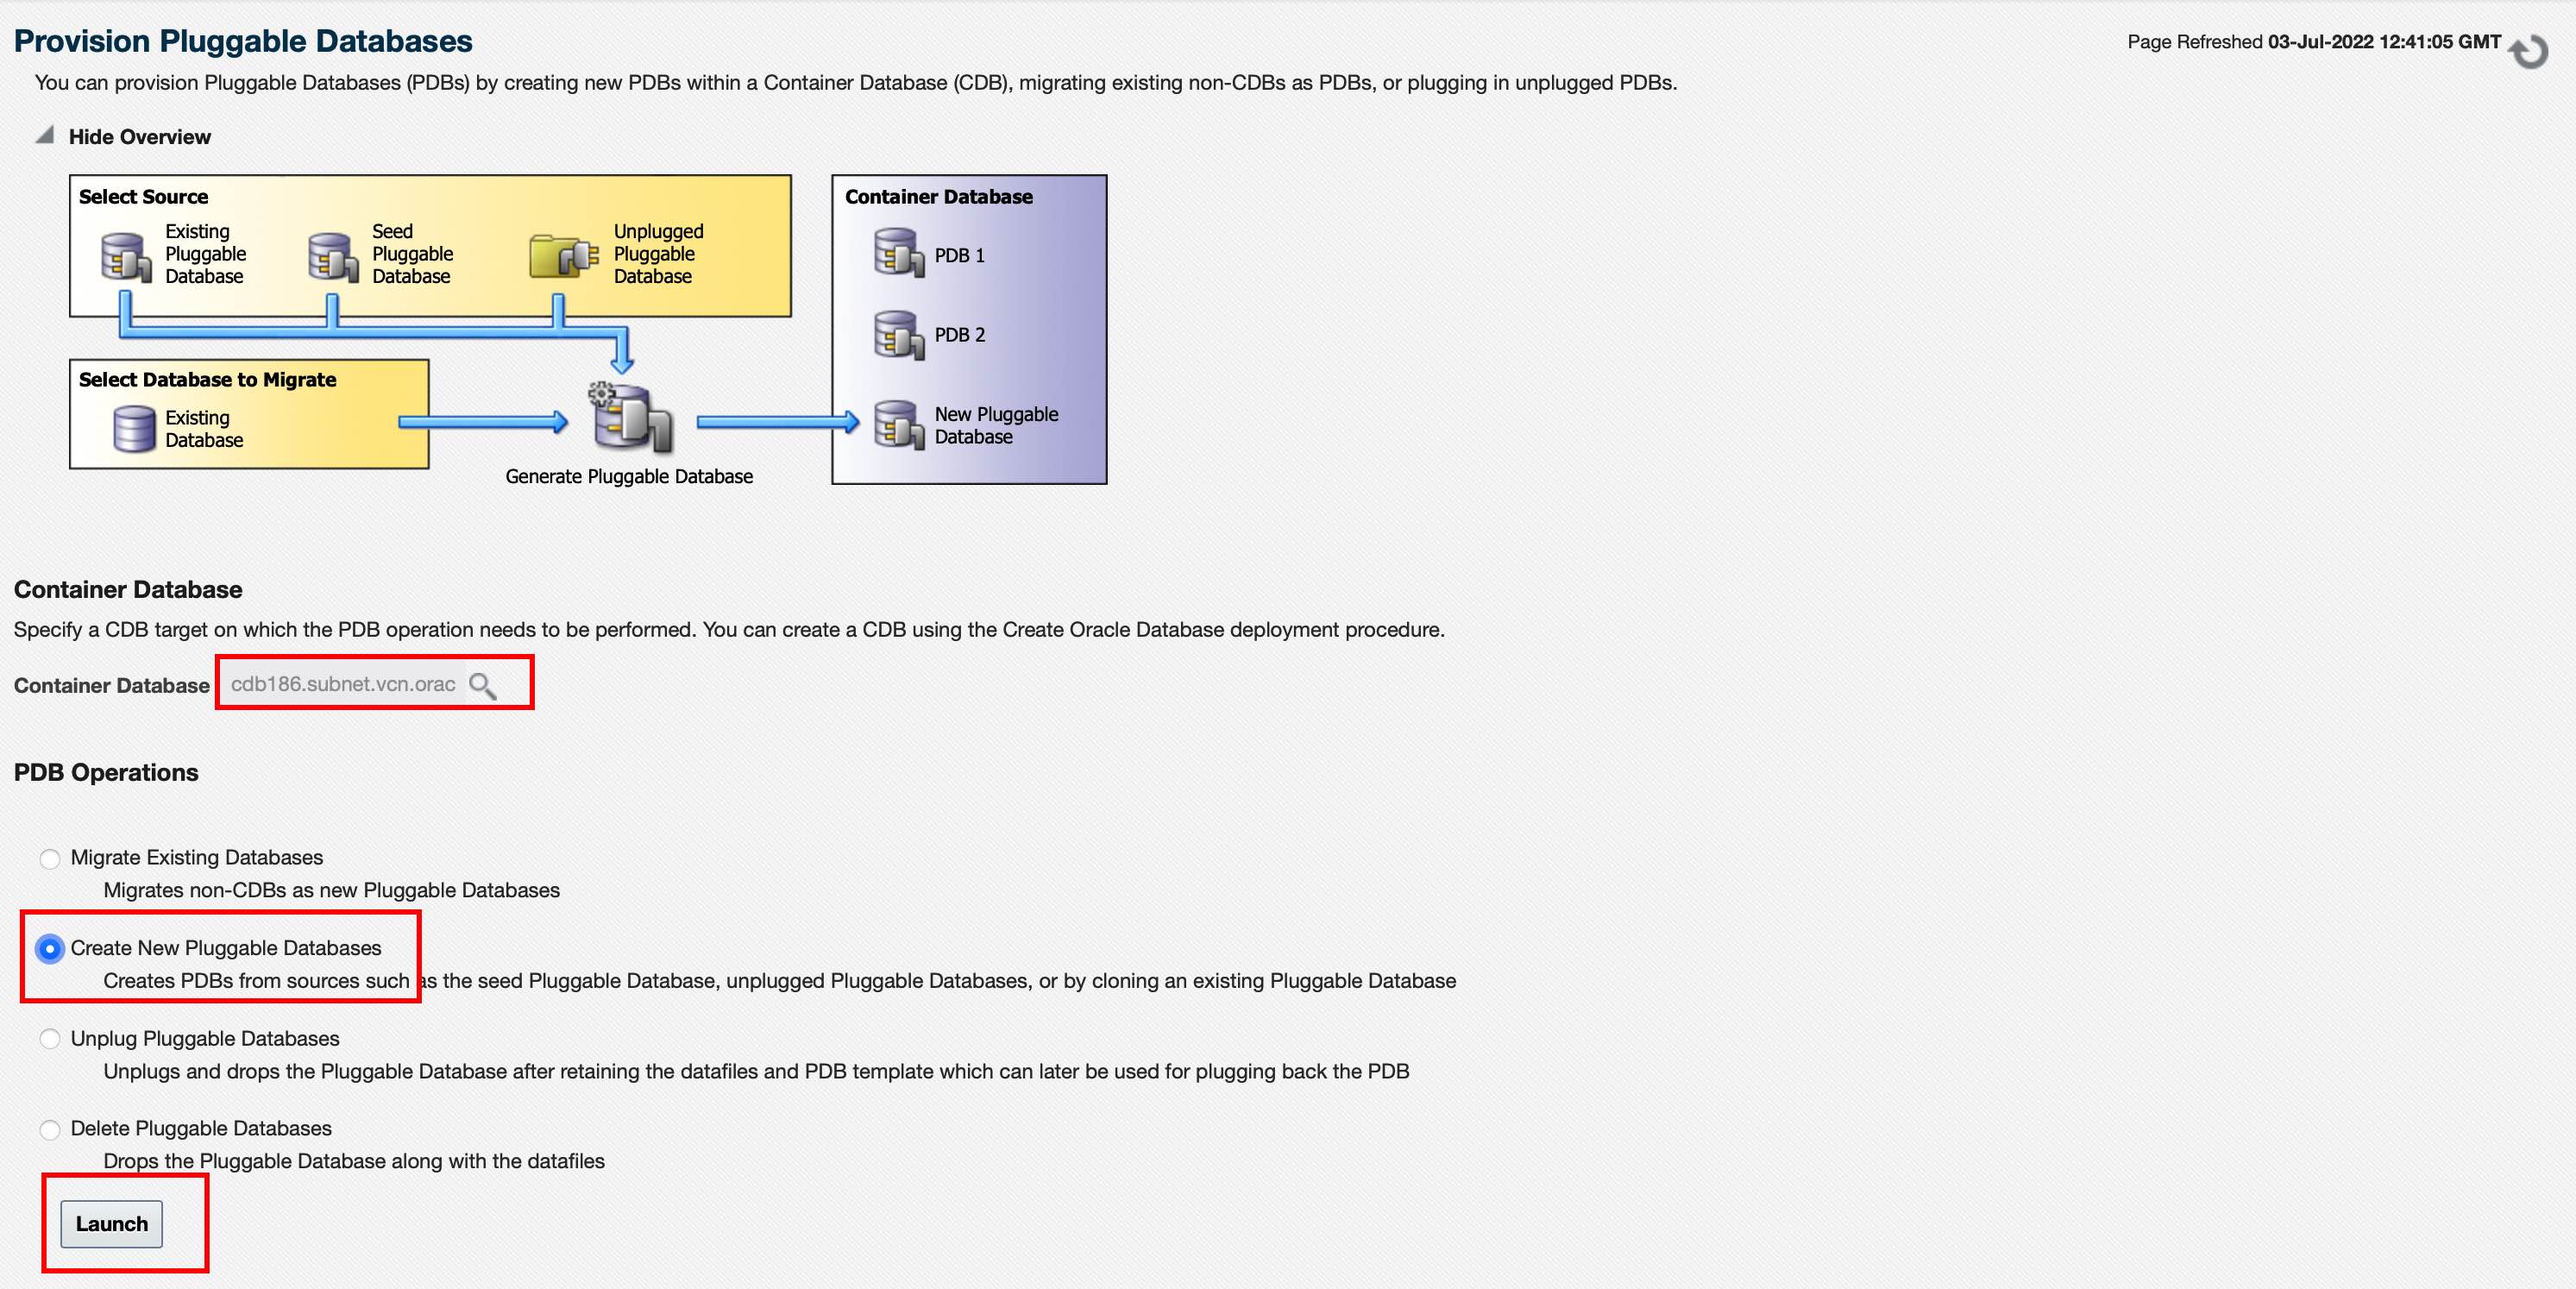 Provision Pluggable Databases
Page Refreshed 03-Jul-2022 12:41:05 GMT
You can provision Pluggable Databases (PDBs) by creating new PDBs within a Container Database (CDB), migrating existing non-CDBs as PDBs, or plugging in unplugged PDBs.
Hide Overview
Select Source
Existing
Pluggable
Database
Seed
Pluggable
Database
Unplugged
Pluggable
Database
Select Database to Migrate
Existing
Database
Generate Pluggable Database
Container Database
PDB 1
PDB 2
New Pluggable
Database
Container Database
Specify a CDB target on which the PDB operation needs to be performed. You can create a CDB using the Create Oracle Database deployment procedure.
Container Database cdb186.subnet.vcn.orac
PDB Operations
Migrate Existing Databases
Migrates non-CDBs as new Pluggable Databases
Create New Pluggable Databases
Creates PDBs from sources such as the seed Pluggable Database, unplugged Pluggable Databases, or by cloning an existing Pluggable Database
Unplug Pluggable Databases
Unplugs and drops the Pluggable Database after retaining the datafiles and PDB template which can later be used for plugging back the PDB
Delete Pluggable Databases
Drops the Pluggable Database along with the datafiles
Launch